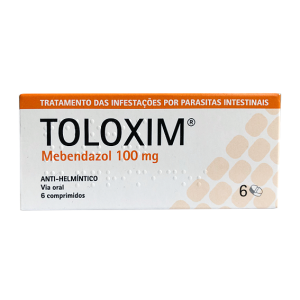 TRATAMENTO DAS INFESTAÇÕES POR PARASITAS INTESTINAIS
TOLOXIM®
Mebendazol 100 mg
ANTI-HELMÍNTICO
Via oral
6 comprimidos
6